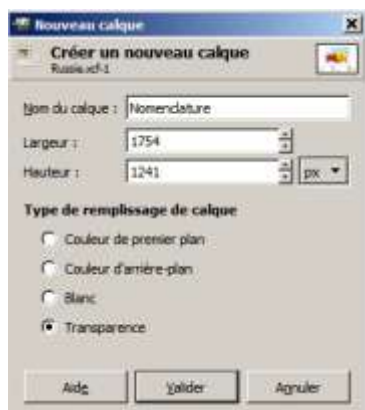 Nouveau calque
Créer un nouveau calque
Russie.xcf-1
Nom du calque : Nomenclature
Largeur : 1754
Hauteur : 1241 px
Type de remplissage de calque
Couleur de premier plan
Couleur d'arrière-plan
Blanc
Transparence
Aide Valider Annuler